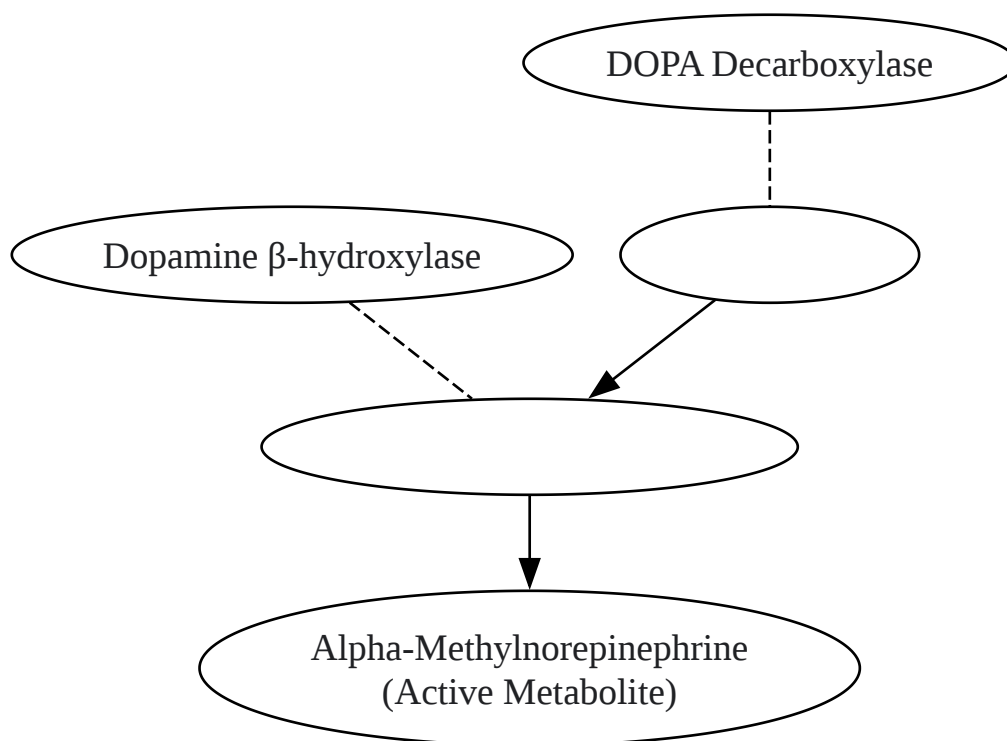 DOPA Decarboxylase
Dopamine β-hydroxylase
Alpha-Methylnorepinephrine
(Active Metabolite)